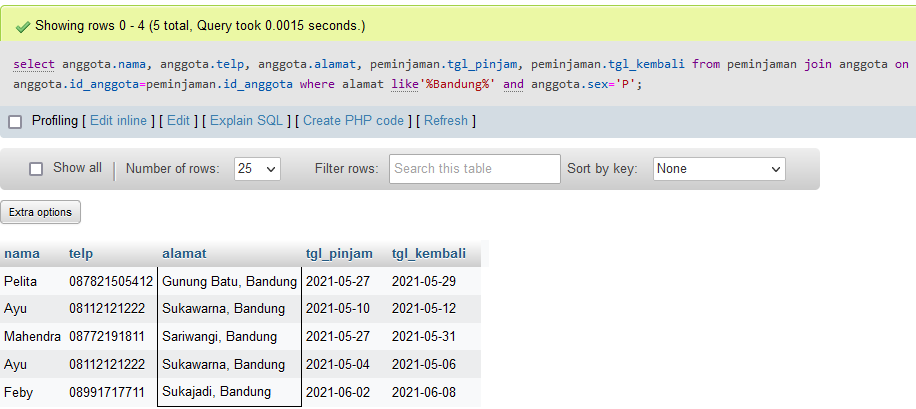 Showing rows 0 - 4 (5 total, Query took 0.0015 seconds.)
select anggota.nama, anggota.telp, anggota.alamat, peminjaman.tgl_pinjam, peminjaman.tgl_kembali from peminjaman join anggota on
anggota.id_anggota=peminjaman.id_anggota where alamat like'%Bandung%' and anggota.sex='P';
Profiling [ Edit inline ] [ Edit ] [ Explain SQL ] [ Create PHP code ] [ Refresh ]
Show all Number of rows: 25 Filter rows: Search this table Sort by key: None
Extra options
nama telp alamat tgl_pinjam tgl_kembali
Pelita 087821505412 Gunung Batu, Bandung 2021-05-27 2021-05-29
Ayu 08112121222 Sukawarna, Bandung 2021-05-10 2021-05-12
Mahendra 08772191811 Sariwangi, Bandung 2021-05-27 2021-05-31
Ayu 08112121222 Sukawarna, Bandung 2021-05-04 2021-05-06
Feby 08991717711 Sukajadi, Bandung 2021-06-02 2021-06-08